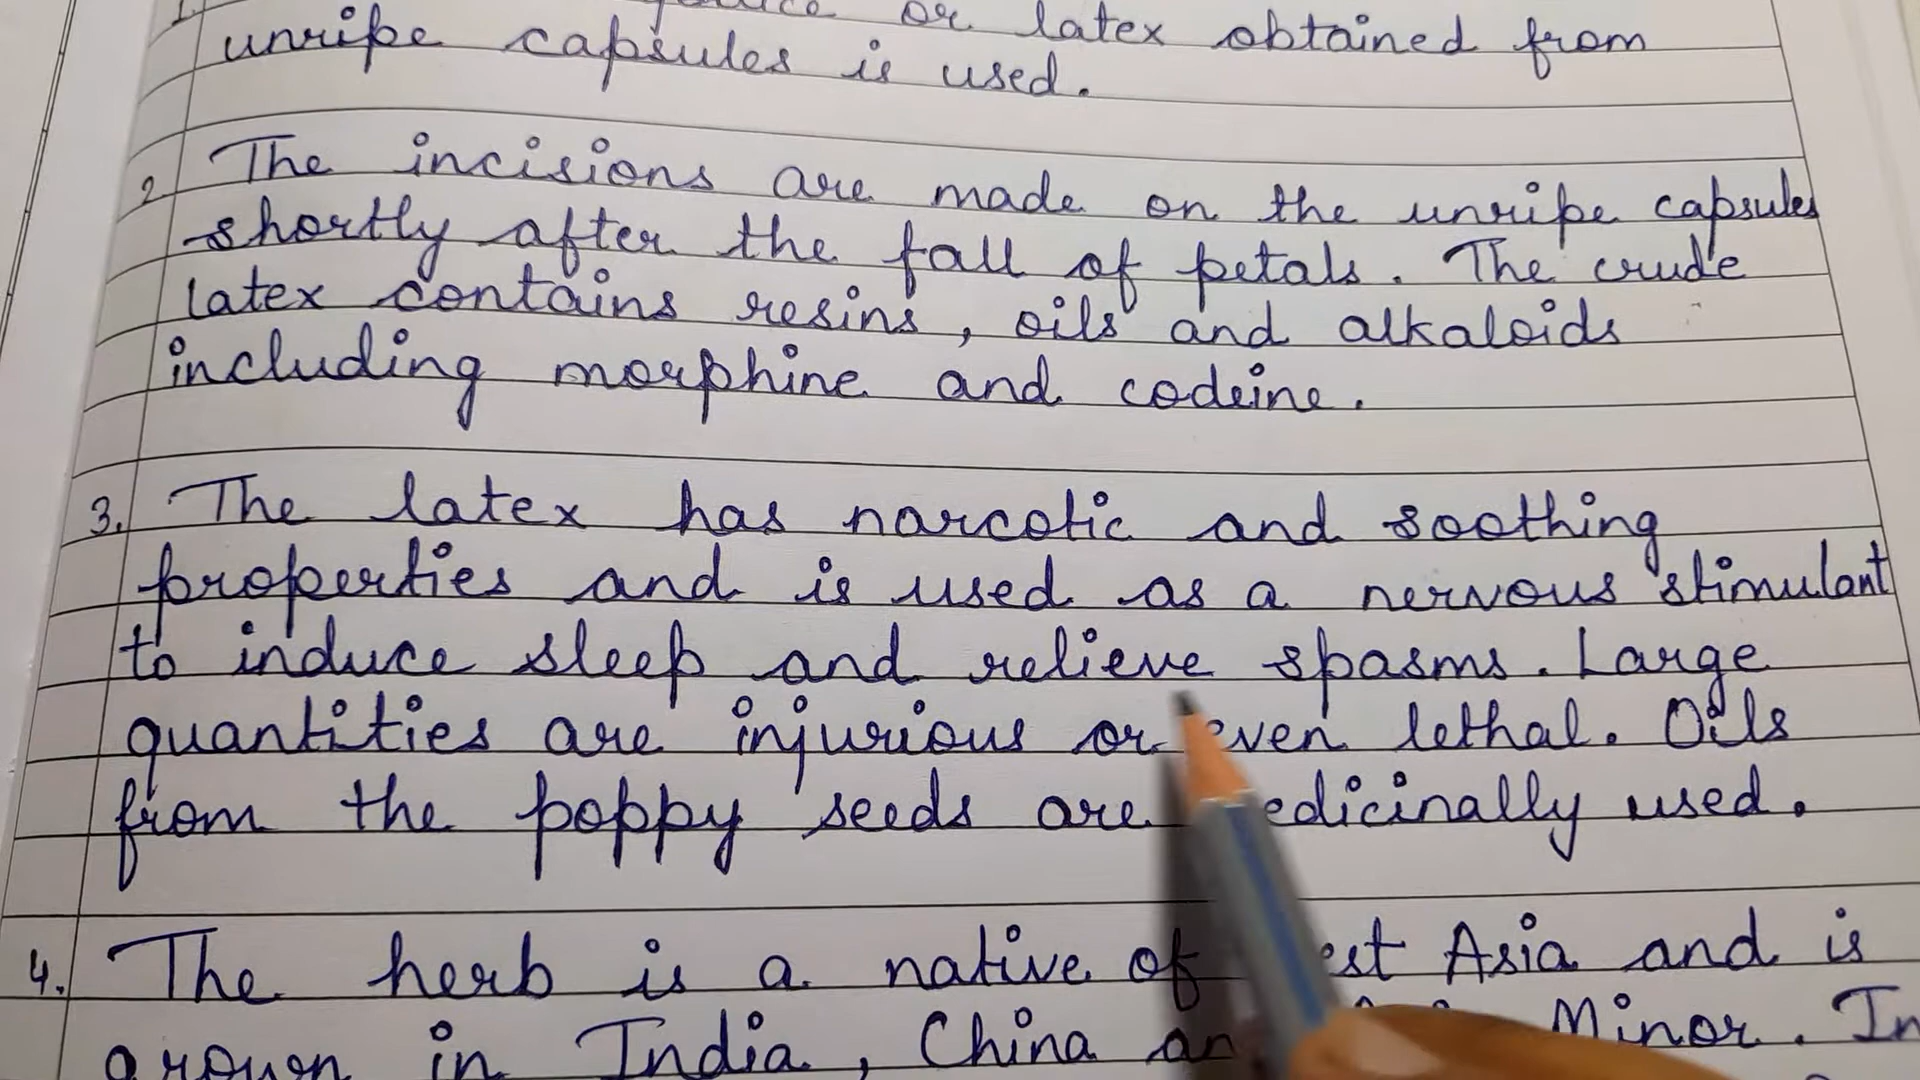 1. or latex obtained from
unripe capsules is used.
2 The incisions are made on the unripe capsules
shortly after the fall of petals. The crude
latex contains resins, oils and alkaloids
including morphine and codeine.
3. The latex has narcotic and soothing
properties and is used as a nervous stimulant
to induce sleep and relieve spasms. Large
quantities are injurious or even lethal. Oils
from the poppy seeds are edicinally used.
4. The herb is a native of est Asia and is
grown in India, China an Minor. In